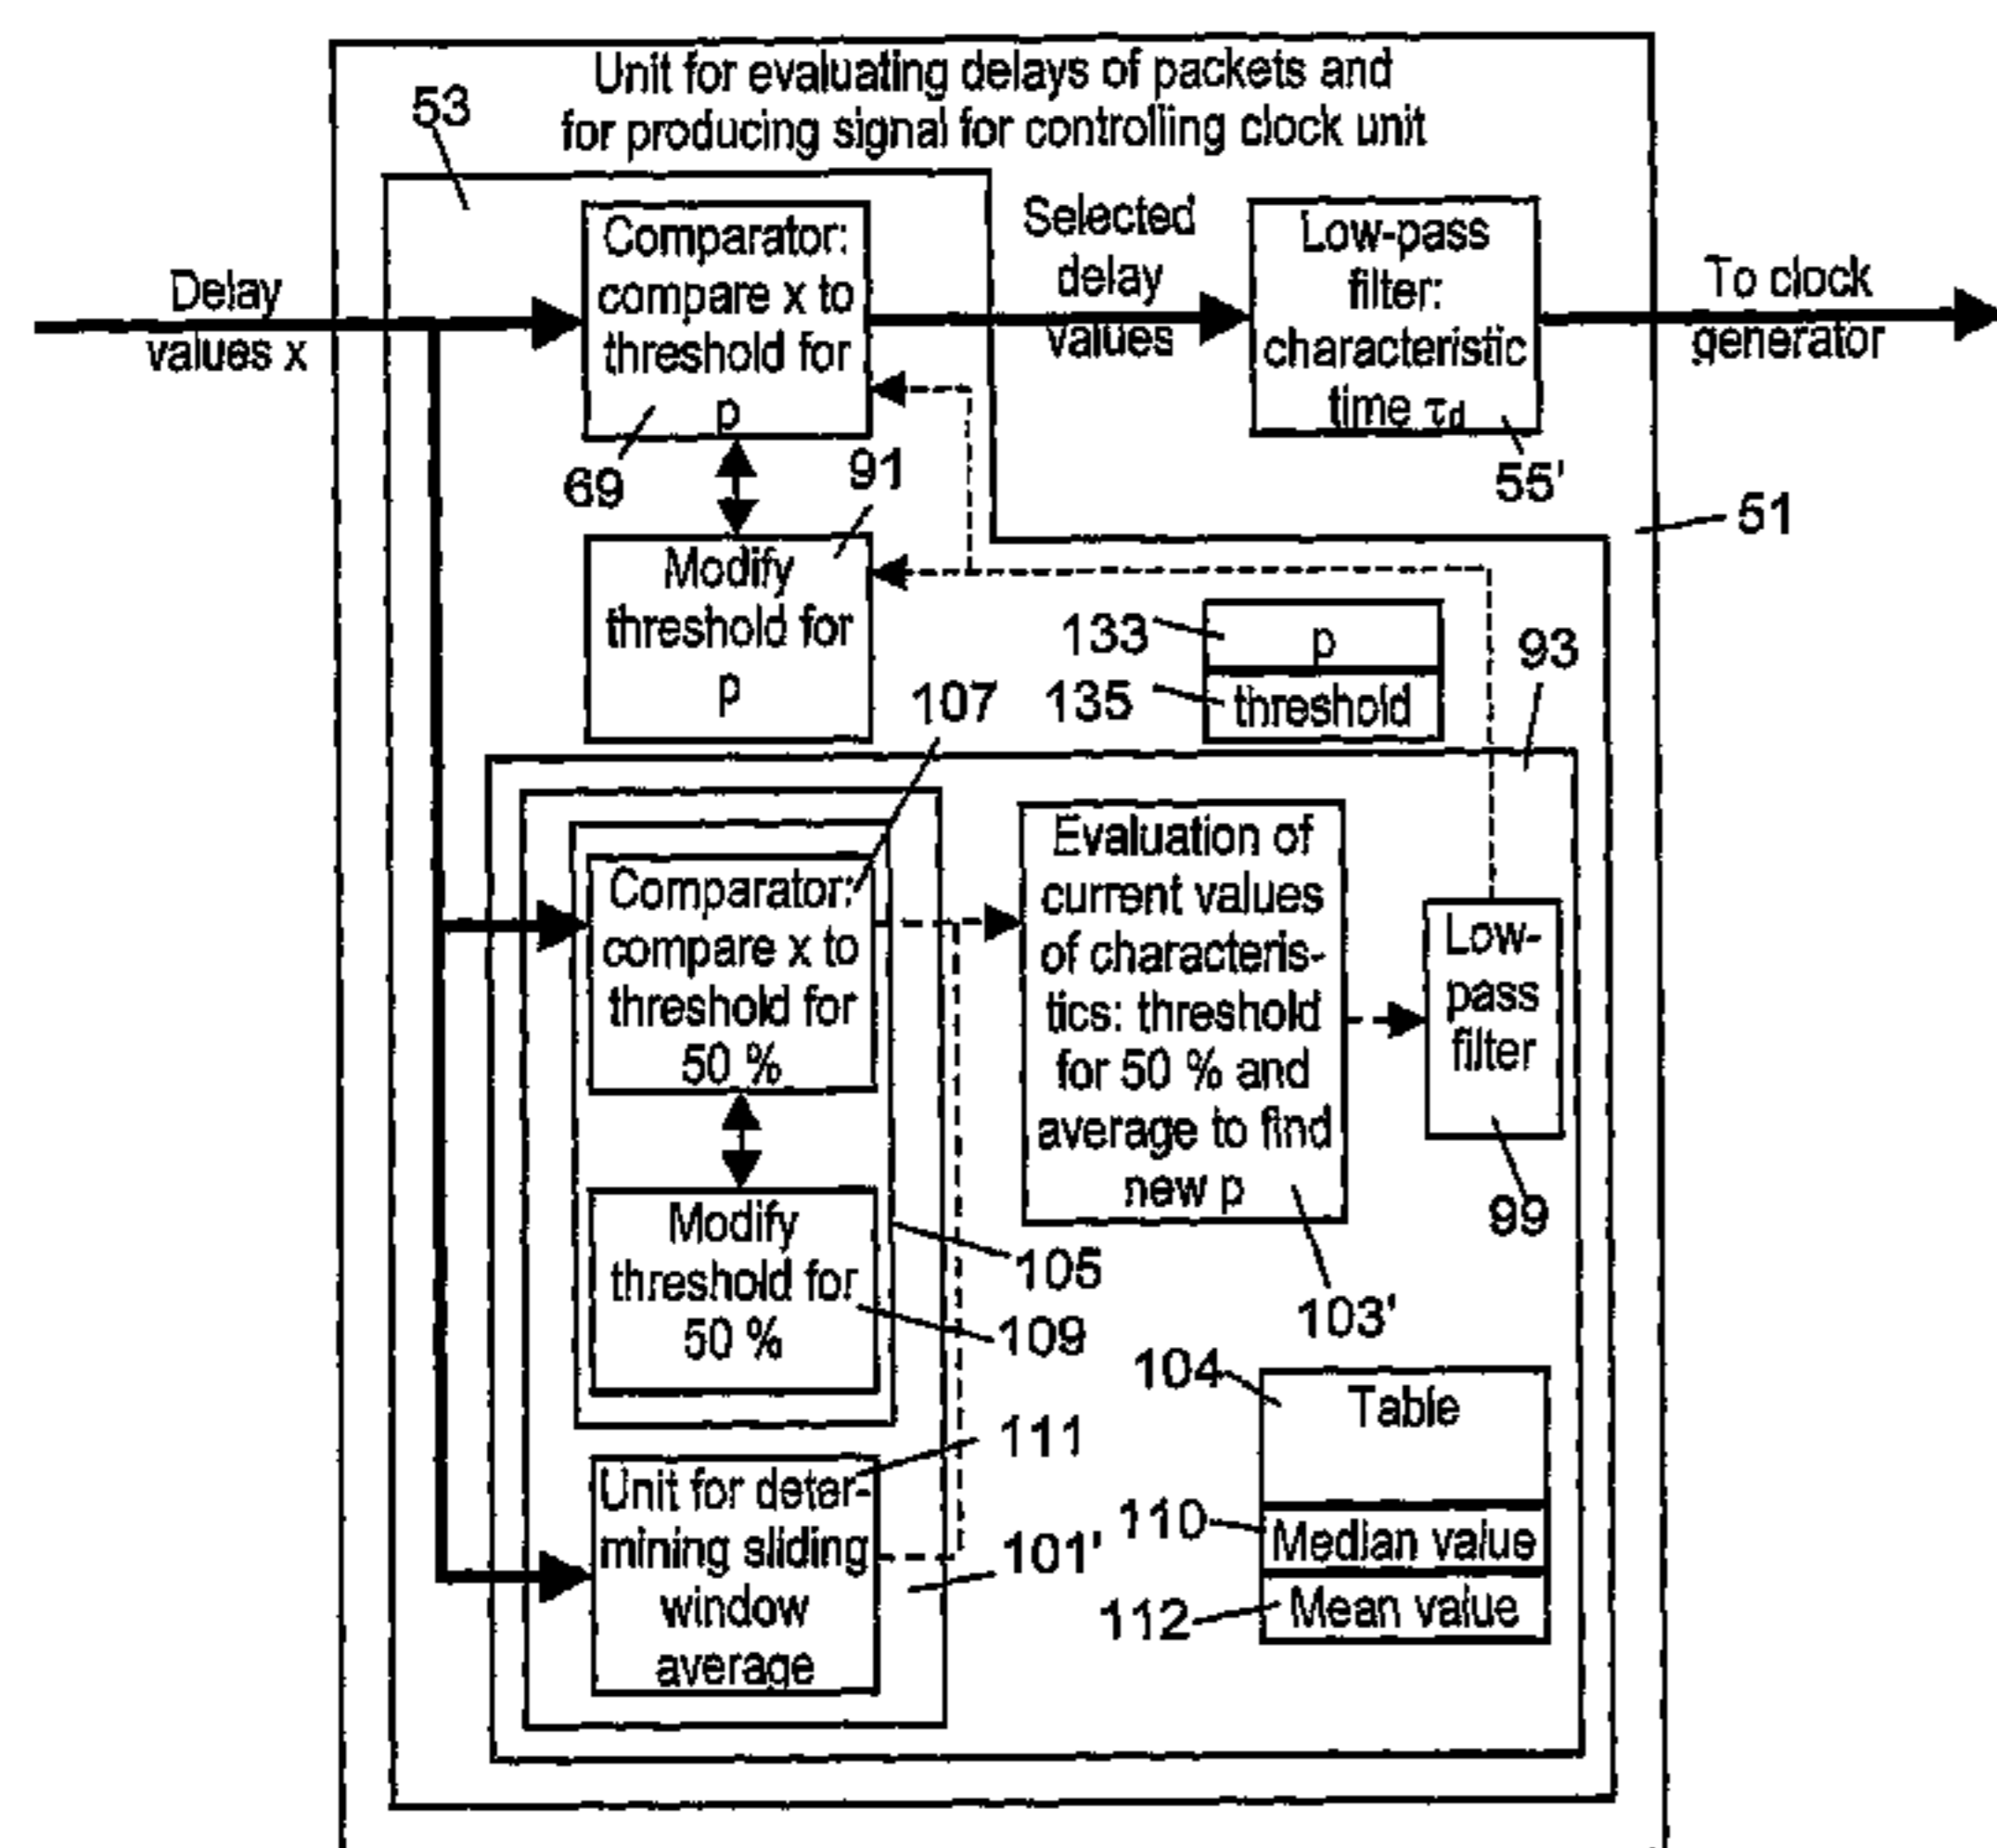 Unit for evaluating delays of packets and
for producing signal for controlling clock unit
53
Delay
values x
Comparator:
compare x to
threshold for
p
69
Selected
delay
values
Low-pass
filter:
characteristic
time τd
55'
To clock
generator
51
91
Modify
threshold for
p
133
p
135
threshold
93
107
Comparator:
compare x to
threshold for
50 %
Modify
threshold for
50 %
105
109
Evaluation of
current values
of characteris-
tics: threshold
for 50 % and
average to find
new p
103'
Low-
pass
filter
99
111
Unit for deter-
mining sliding
window
average
101'
104
Table
110
Median value
112
Mean value